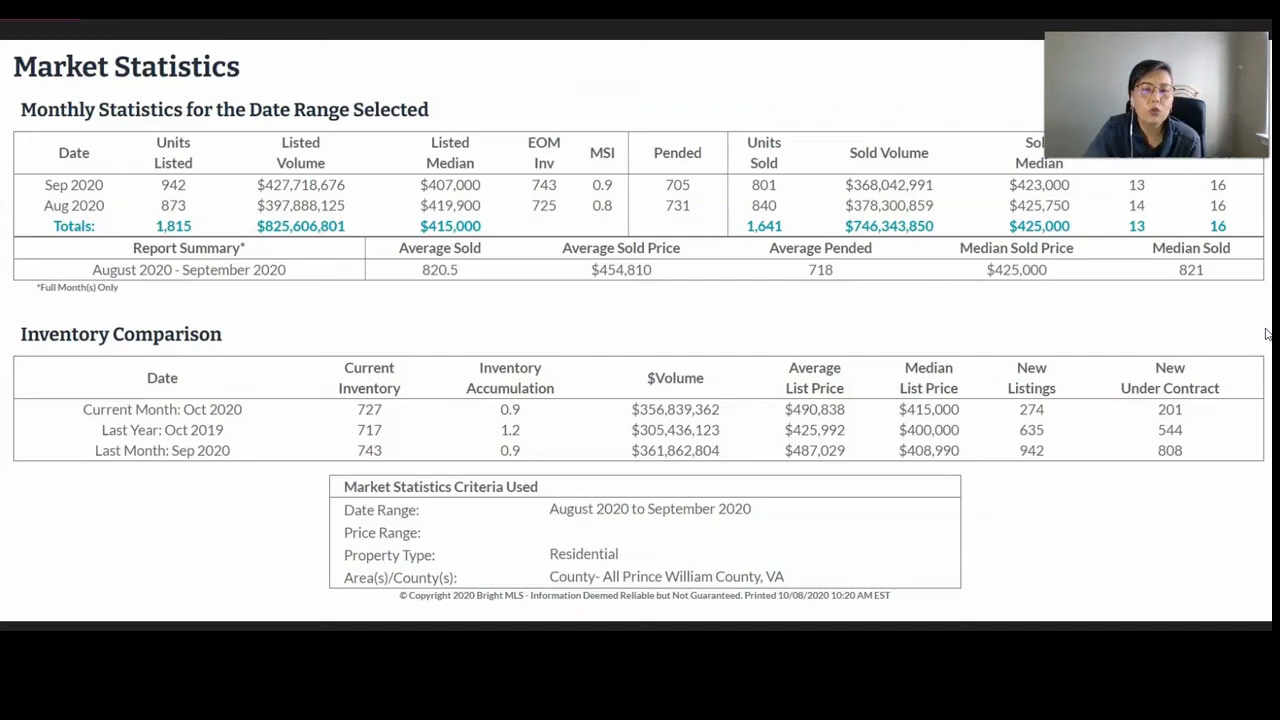 Market Statistics
Monthly Statistics for the Date Range Selected
Date Units Listed Listed Volume Listed Median EOM Inv MSI Pended Units Sold Sold Volume Median
Sep 2020 942 $427,718,676 $407,000 743 0.9 705 801 $368,042,991 $423,000 13 16
Aug 2020 873 $397,888,125 $419,900 725 0.8 731 840 $378,300,859 $425,750 14 16
Totals: 1,815 $825,606,801 $415,000 1,641 $746,343,850 $425,000 13 16
Report Summary* Average Sold Average Sold Price Average Pended Median Sold Price Median Sold
August 2020 - September 2020 820.5 $454,810 718 $425,000 821
*Full Month(s) Only
Inventory Comparison
Date Current Inventory Inventory Accumulation $Volume Average List Price Median List Price New Listings New Under Contract
Current Month: Oct 2020 727 0.9 $356,839,362 $490,838 $415,000 274 201
Last Year: Oct 2019 717 1.2 $305,436,123 $425,992 $400,000 635 544
Last Month: Sep 2020 743 0.9 $361,862,804 $487,029 $408,990 942 808
Market Statistics Criteria Used
Date Range: August 2020 to September 2020
Price Range:
Property Type: Residential
Area(s)/County(s): County- All Prince William County, VA
© Copyright 2020 Bright MLS - Information Deemed Reliable but Not Guaranteed. Printed 10/08/2020 10:20 AM EST